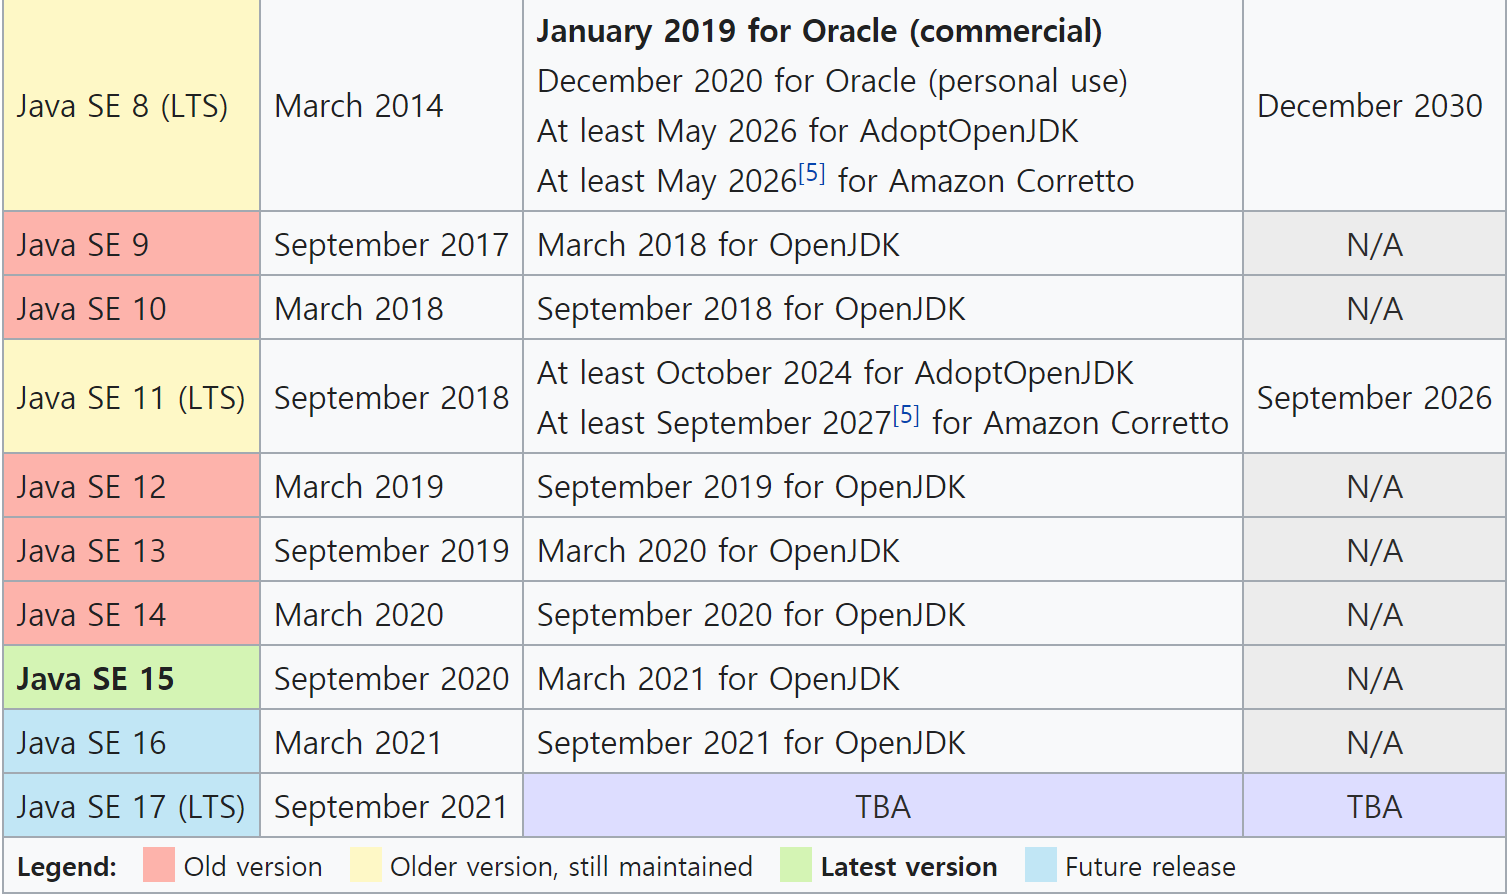 Java SE 8 (LTS)
March 2014
January 2019 for Oracle (commercial)
December 2020 for Oracle (personal use)
At least May 2026 for AdoptOpenJDK
At least May 2026[5] for Amazon Corretto
December 2030
Java SE 9
September 2017
March 2018 for OpenJDK
N/A
Java SE 10
March 2018
September 2018 for OpenJDK
N/A
Java SE 11 (LTS)
September 2018
At least October 2024 for AdoptOpenJDK
At least September 2027[5] for Amazon Corretto
September 2026
Java SE 12
March 2019
September 2019 for OpenJDK
N/A
Java SE 13
September 2019
March 2020 for OpenJDK
N/A
Java SE 14
March 2020
September 2020 for OpenJDK
N/A
Java SE 15
September 2020
March 2021 for OpenJDK
N/A
Java SE 16
March 2021
September 2021 for OpenJDK
N/A
Java SE 17 (LTS)
September 2021
TBA
TBA
Legend: Old version Older version, still maintained Latest version Future release